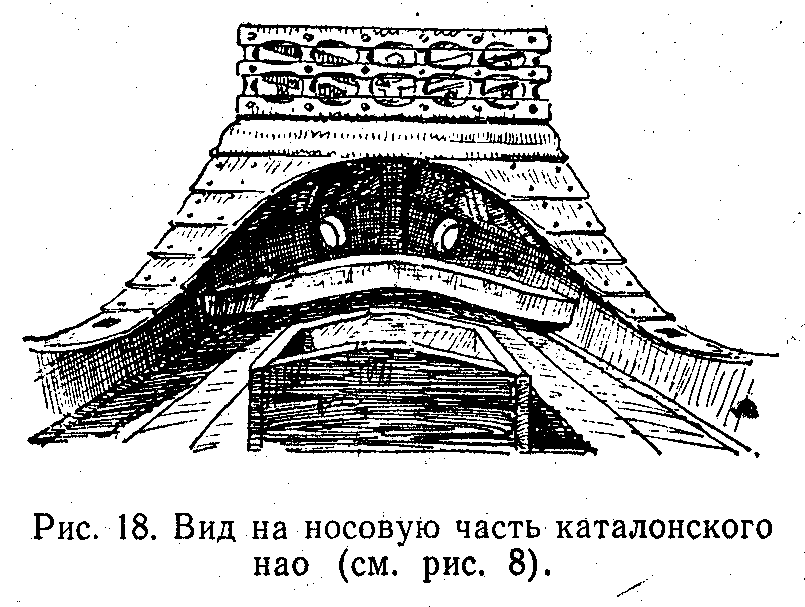 Рис. 18. Вид на носовую часть каталонского
нао (см. рис. 8).